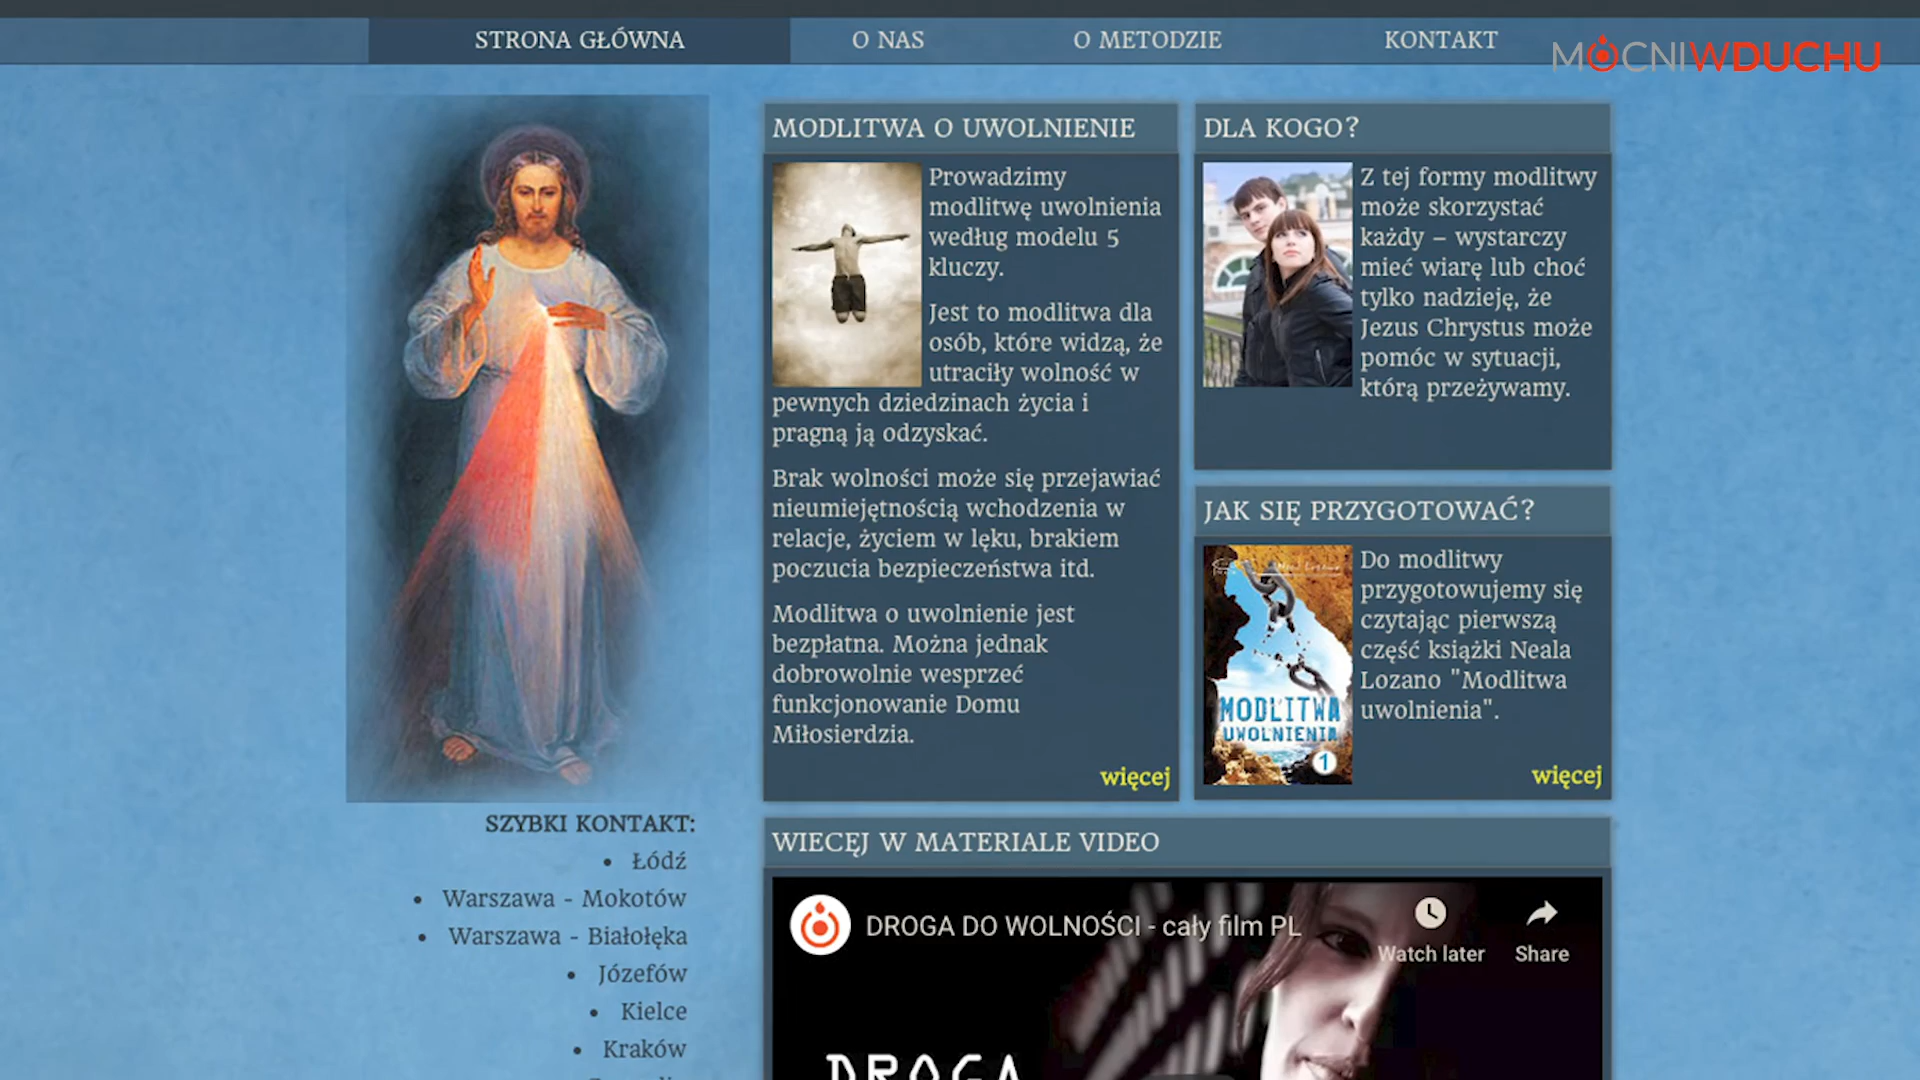 STRONA GŁÓWNA
O NAS
O METODZIE
KONTAKT
MOCNIWDUCHU
MODLITWA O UWOLNIENIE
Prowadzimy
modlitwę uwolnienia
według modelu 5
kluczy.
Jest to modlitwa dla
osób, które widzą, że
utraciły wolność w
pewnych dziedzinach życia i
pragną ją odzyskać.
Brak wolności może się przejawiać
nieumiejętnością wchodzenia w
relacje, życiem w lęku, brakiem
poczucia bezpieczeństwa itd.
Modlitwa o uwolnienie jest
bezpłatna. Można jednak
dobrowolnie wesprzeć
funkcjonowanie Domu
Miłosierdzia.
więcej
DLA KOGO?
Z tej formy modlitwy
może skorzystać
każdy – wystarczy
mieć wiarę lub choć
tylko nadzieję, że
Jezus Chrystus może
pomóc w sytuacji,
którą przeżywamy.
JAK SIĘ PRZYGOTOWAĆ?
MODLITWA
UWOLNIENIA
1
Do modlitwy
przygotowujemy się
czytając pierwszą
część książki Neala
Lozano "Modlitwa
uwolnienia".
więcej
SZYBKI KONTAKT:
• Łódź
• Warszawa - Mokotów
• Warszawa - Białołęka
• Józefów
• Kielce
• Kraków
WIECĘJ W MATERIALE VIDEO
DROGA DO WOLNOŚCI - cały film PL
Watch later
Share
DROGA